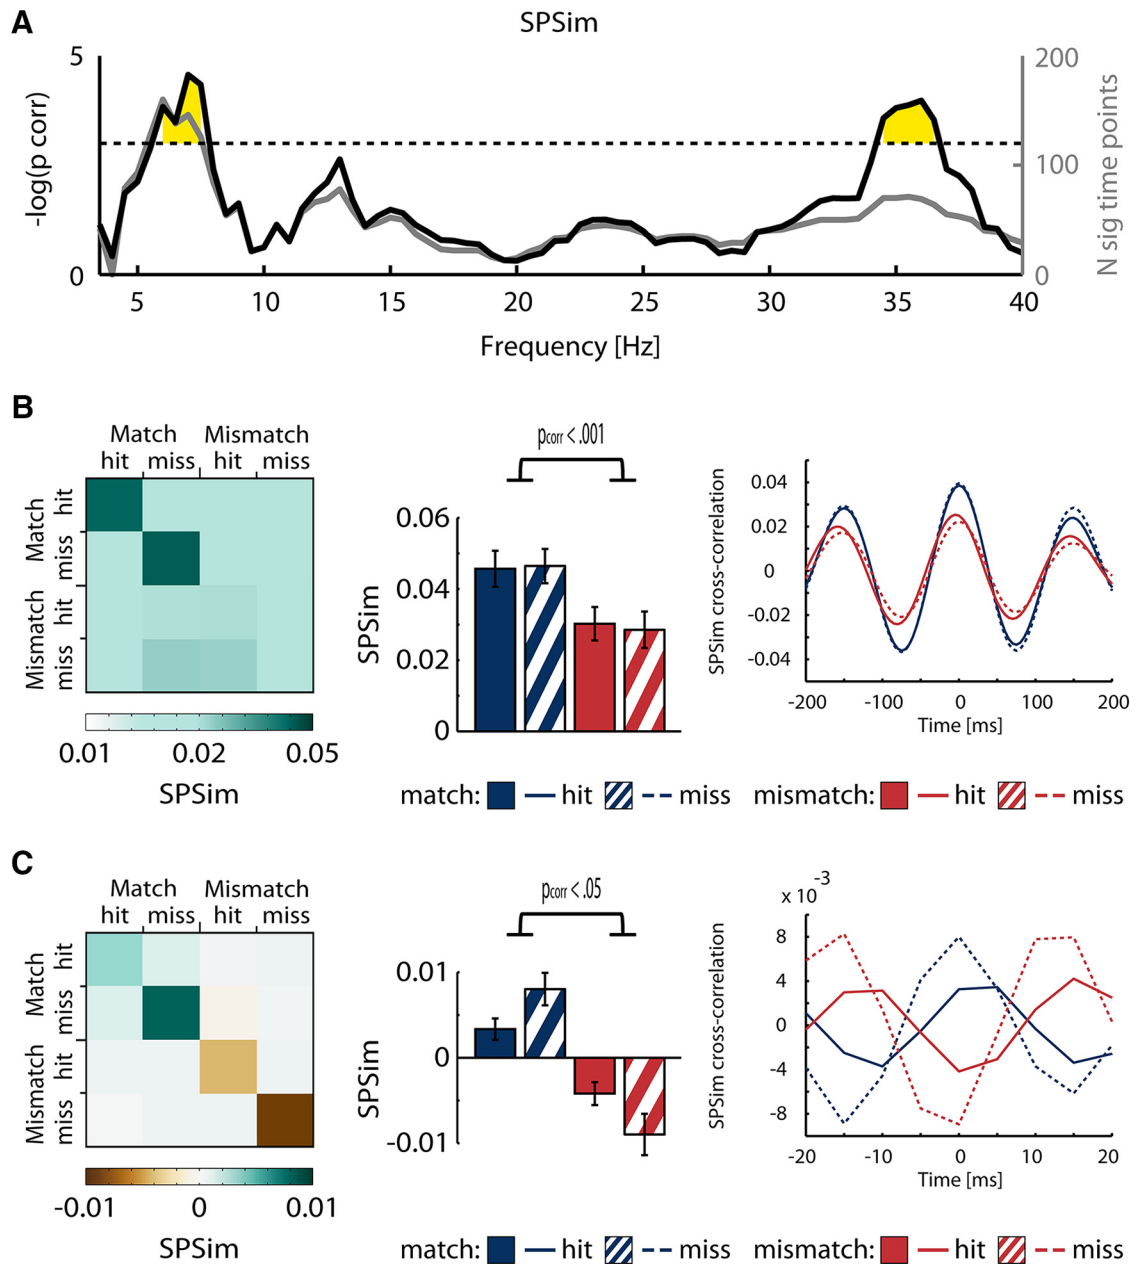 A
SPSim
5
0
-log(p corr)
200
100
0
N sig time points
5 10 15 20 25 30 35 40
Frequency [Hz]
B
Match Mismatch
hit miss hit miss
Match
hit
miss
Mismatch
hit
miss
0.01 0.02 0.05
SPSim
pcorr < .001
0.06
0.04
0.02
0
SPSim
SPSim cross-correlation
0.04
0.02
0
-0.02
-0.04
-200 -100 0 100 200
Time [ms]
match: hit miss mismatch: hit miss
C
Match Mismatch
hit miss hit miss
Match
hit
miss
Mismatch
hit
miss
-0.01 0 0.01
SPSim
pcorr < .05
0.01
0
-0.01
SPSim
x 10 -3
SPSim cross-correlation
8
4
0
-4
-8
-20 -10 0 10 20
Time [ms]
match: hit miss mismatch: hit miss